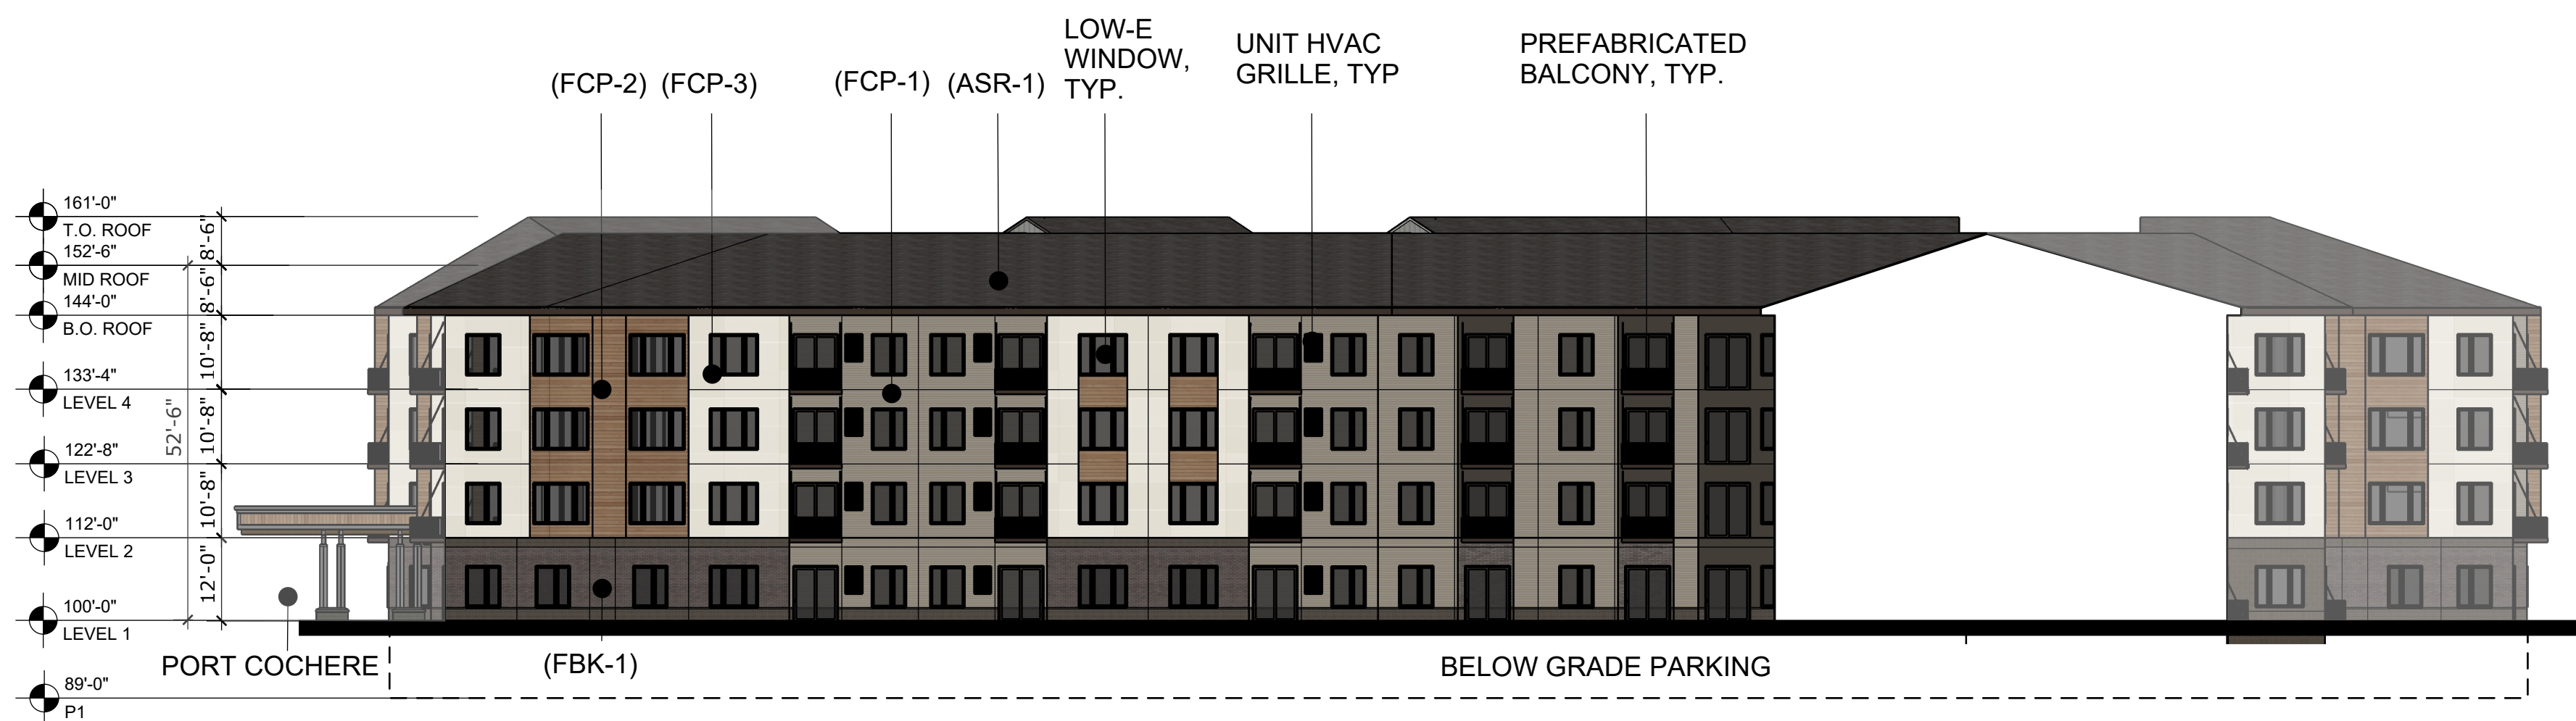 LOW-E
WINDOW,
TYP.
UNIT HVAC
GRILLE, TYP
PREFABRICATED
BALCONY, TYP.
(FCP-2)
(FCP-3)
(FCP-1)
(ASR-1)
161'-0"
T.O. ROOF
152'-6"
MID ROOF
144'-0"
B.O. ROOF
133'-4"
LEVEL 4
122'-8"
LEVEL 3
112'-0"
LEVEL 2
100'-0"
LEVEL 1
89'-0"
P1
8'-6"
8'-6"
10'-8"
10'-8"
10'-8"
12'-0"
52'-6"
PORT COCHERE
(FBK-1)
BELOW GRADE PARKING